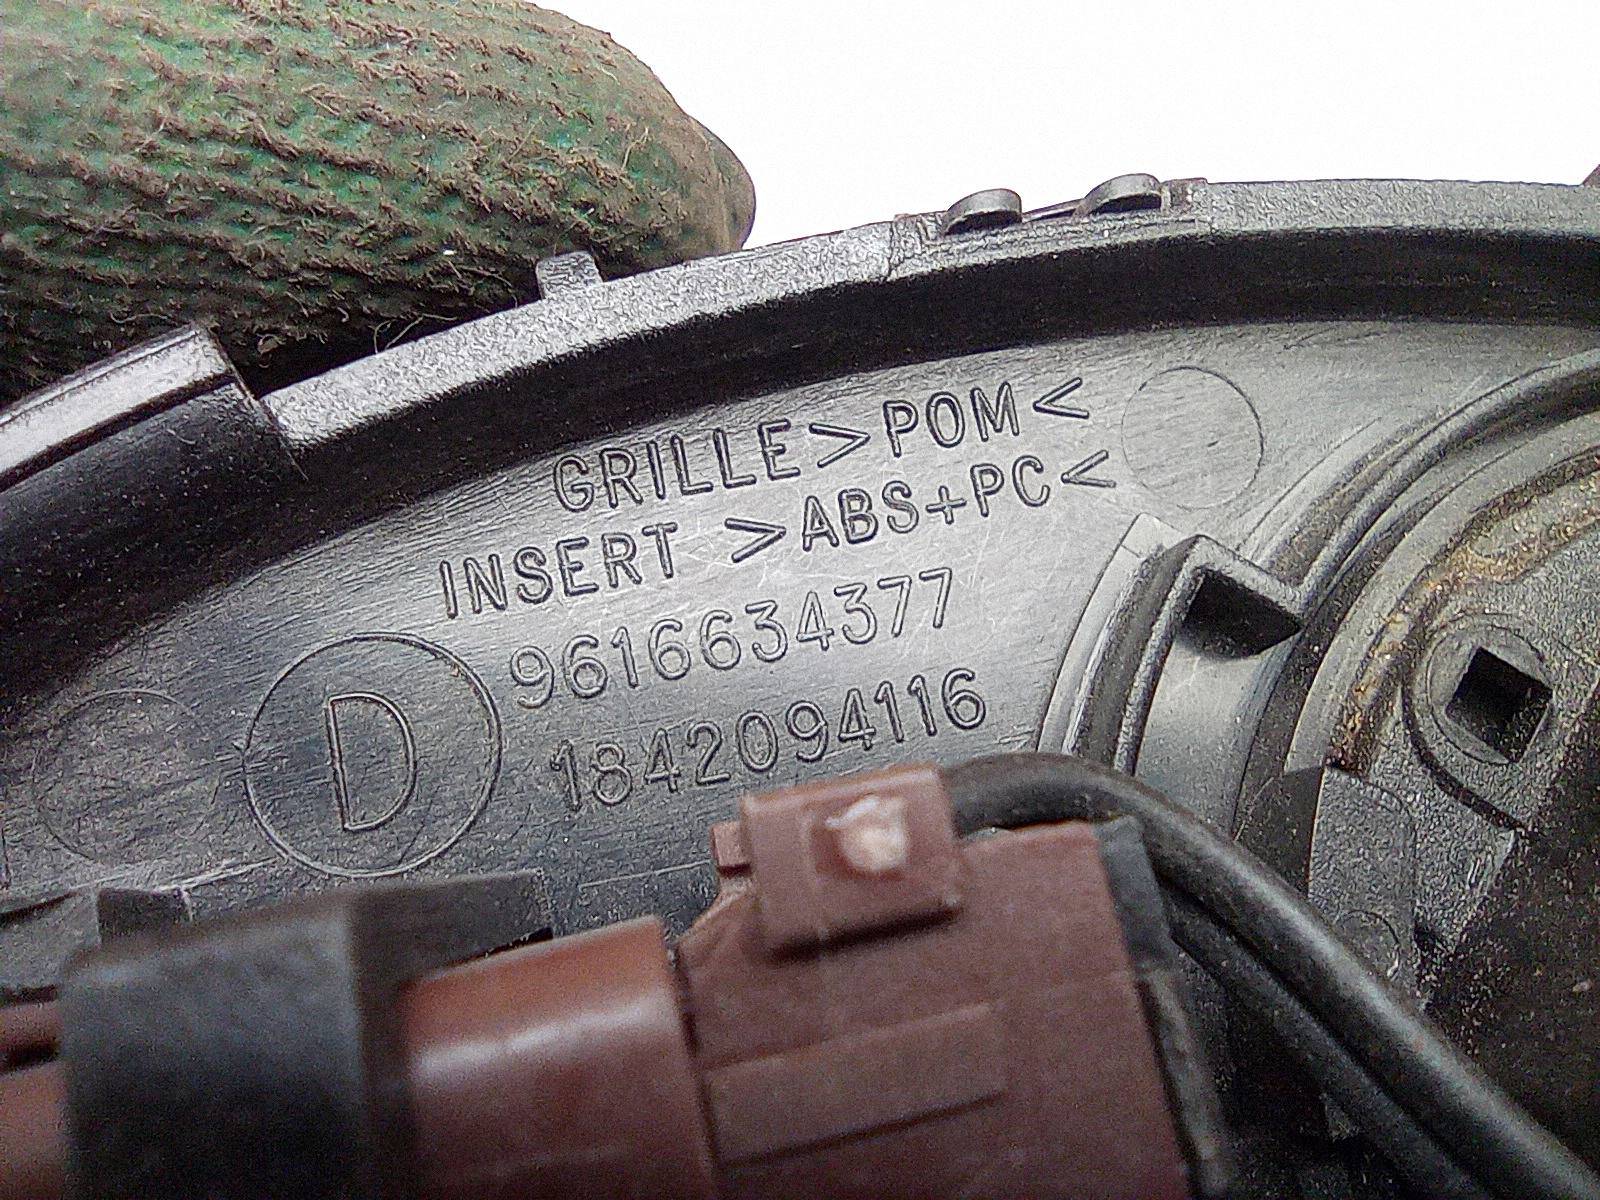 GRILLE>POM<
INSERT >ABS+PC<
9616634377
D
1842094116